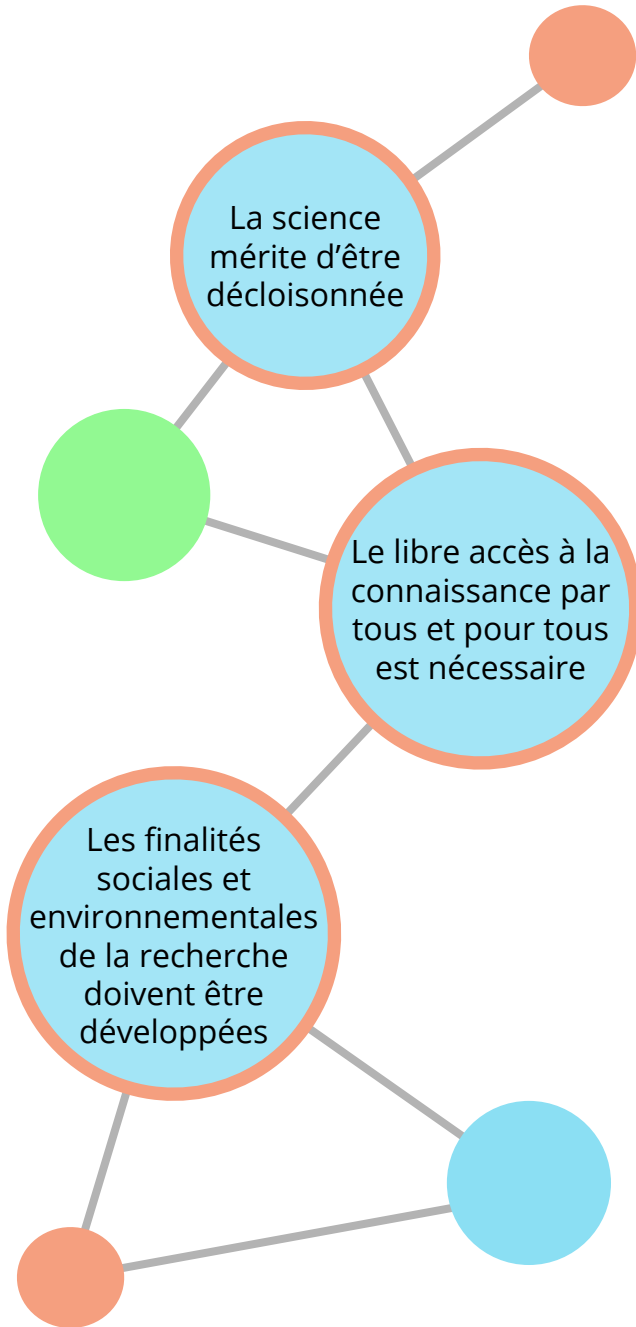 La science
mérite d’être
décloisonnée
Le libre accès à la
connaissance par
tous et pour tous
est nécessaire
Les finalités
sociales et
environnementales
de la recherche
doivent être
développées